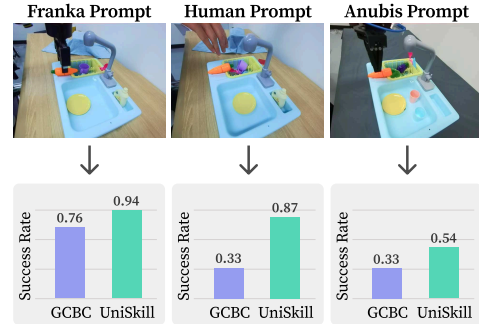 Franka Prompt Human Prompt Anubis Prompt
Success Rate
0.76
0.94
GCBC UniSkill
Success Rate
0.33
0.87
GCBC UniSkill
Success Rate
0.33
0.54
GCBC UniSkill